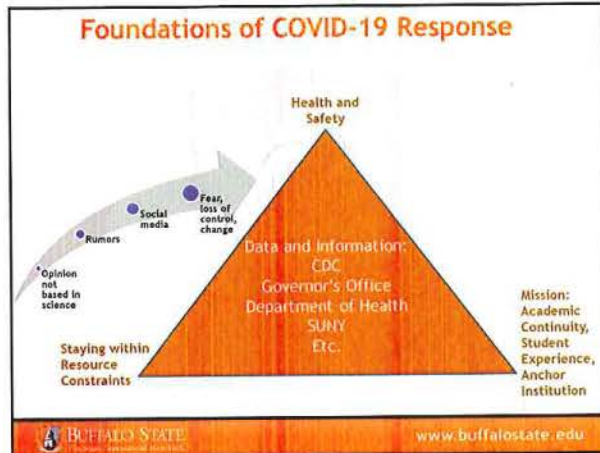 Foundations of COVID-19 Response
Health and
Safety
Fear,
loss of
control,
change
Social
media
Rumors
Opinion
not
based in
science
Data and Information:
CDC
Governor's Office
Department of Health
SUNY
Etc.
Staying within
Resource
Constraints
Mission:
Academic
Continuity,
Student
Experience,
Anchor
Institution
BUFFALO STATE
www.buffalostate.edu